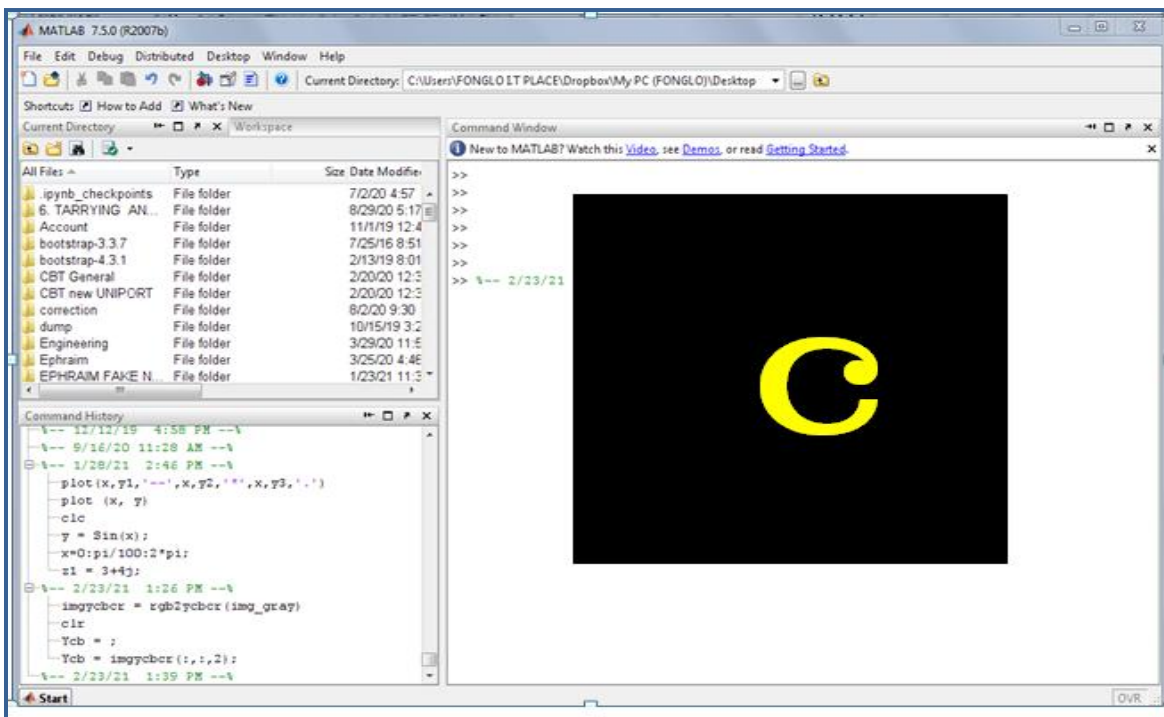 MATLAB 7.5.0 (R2007b)
File Edit Debug Distributed Desktop Window Help
Current Directory: C:\Users\FONGLO I.T PLACE\Dropbox\My PC (FONGLO)\Desktop
Shortcuts How to Add What's New
Current Directory Workspace
All Files Type Size Date Modifie
.ipynb_checkpoints File folder 7/2/20 4:57
6. TARRYING AN... File folder 8/29/20 5:17
Account File folder 11/1/19 12:4
bootstrap-3.3.7 File folder 7/25/16 8:51
bootstrap-4.3.1 File folder 2/13/19 8:01
CBT General File folder 2/20/20 12:3
CBT new UNIPORT File folder 2/20/20 12:3
correction File folder 8/2/20 9:30
dump File folder 10/15/19 3:2
Engineering File folder 3/29/20 11:5
Ephraim File folder 3/25/20 4:46
EPHRAIM FAKE N... File folder 1/23/21 11:3
Command History
%-- 12/12/19 4:58 PM --%
%-- 9/16/20 11:28 AM --%
%-- 1/28/21 2:46 PM --%
plot(x,y1,'--',x,y2,'*',x,y3,'.')
plot (x, y)
clc
y = Sin(x);
x=0:pi/100:2*pi;
z1 = 3+4j;
%-- 2/23/21 1:26 PM --%
imgycbcr = rgb2ycbcr(img_gray)
clr
Ycb = ;
Ycb = imgycbcr(:,:,2);
%-- 2/23/21 1:39 PM --%
Start
Command Window
New to MATLAB? Watch this Video, see Demos, or read Getting Started.
>>
>>
>>
>>
>>
>>
>> %-- 2/23/21
c
OVR